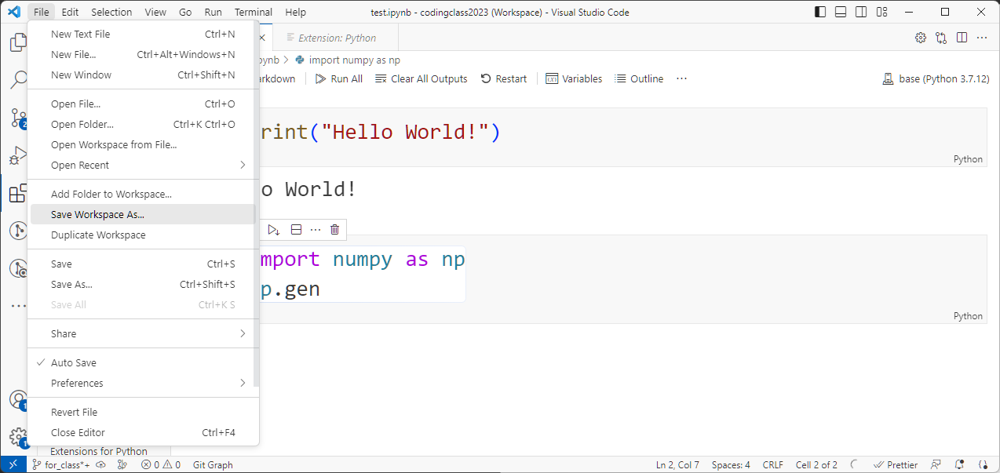 File Edit Selection View Go Run Terminal Help test.ipynb - codingclass2023 (Workspace) - Visual Studio Code
New Text File Ctrl+N
New File... Ctrl+Alt+Windows+N
New Window Ctrl+Shift+N
Open File... Ctrl+O
Open Folder... Ctrl+K Ctrl+O
Open Workspace from File...
Open Recent
Add Folder to Workspace...
Save Workspace As...
Duplicate Workspace
Save Ctrl+S
Save As... Ctrl+Shift+S
Save All Ctrl+K S
Share
Auto Save
Preferences
Revert File
Close Editor Ctrl+F4
Extensions for Python
Extension: Python
ynb > import numpy as np
arkdown Run All Clear All Outputs Restart Variables Outline ... base (Python 3.7.12)
rint("Hello World!")
Python
o World!
mport numpy as np
p.gen
Python
2
1
1
for_class*+ 0 0 Git Graph Ln 2, Col 7 Spaces: 4 CRLF Cell 2 of 2 Prettier